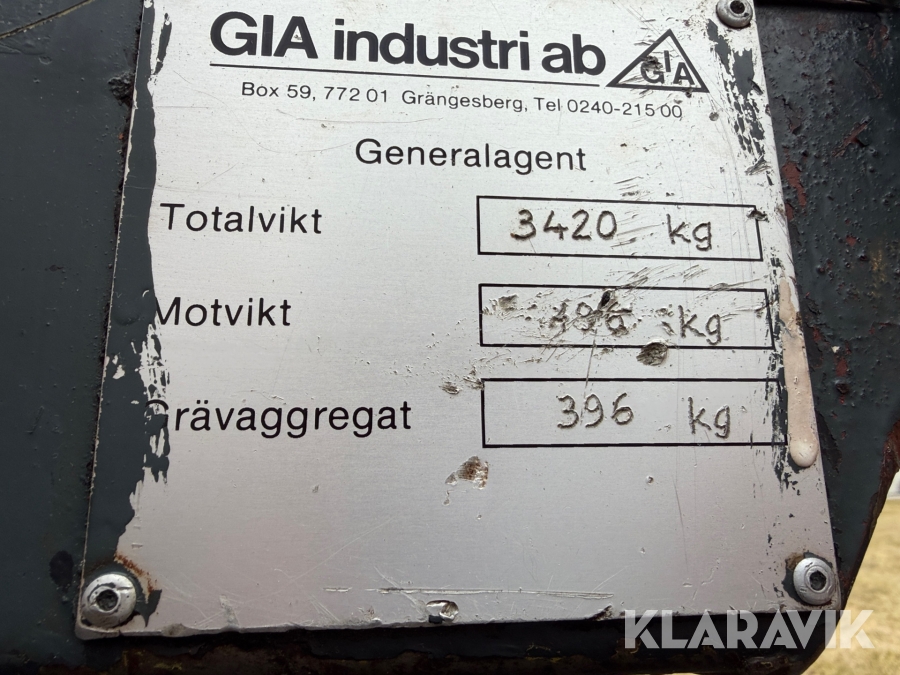 GIA industri ab GIA
Box 59, 772 01 Grängesberg, Tel 0240-215 00
Generalagent
Totalvikt 3420 kg
Motvikt kg
Grävaggregat 396 kg
KLARAVIK